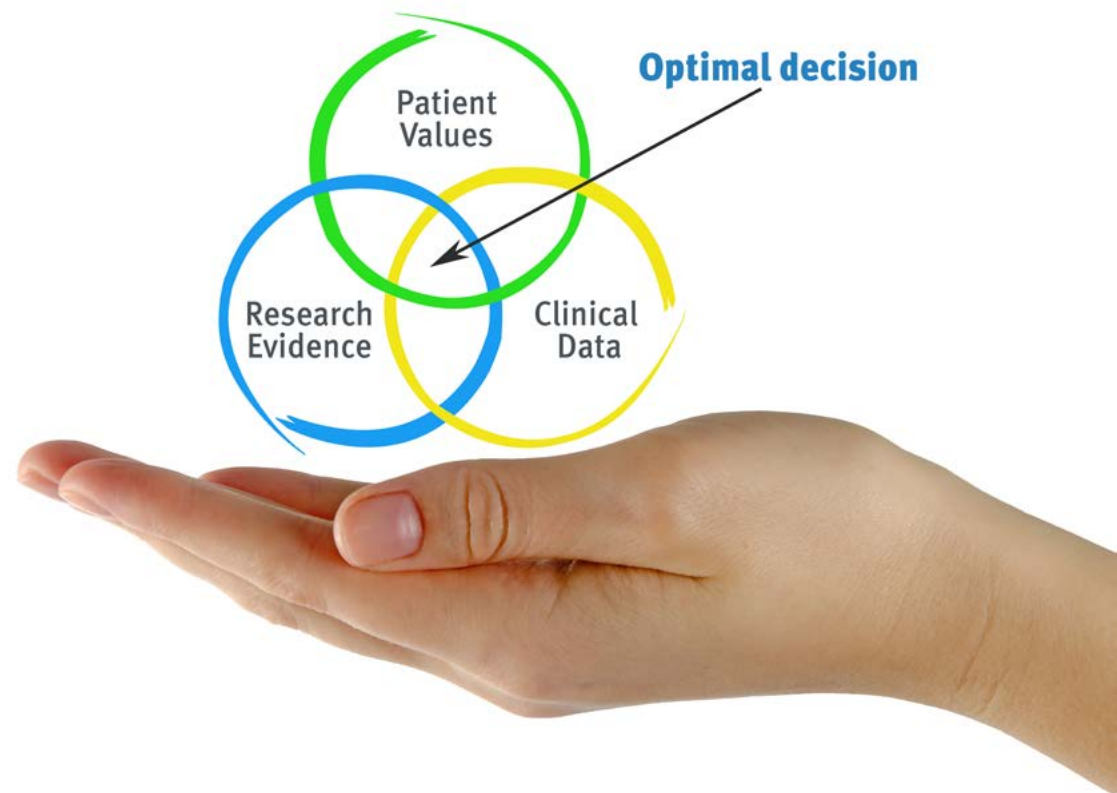 Optimal decision
Patient
Values
Research
Evidence
Clinical
Data